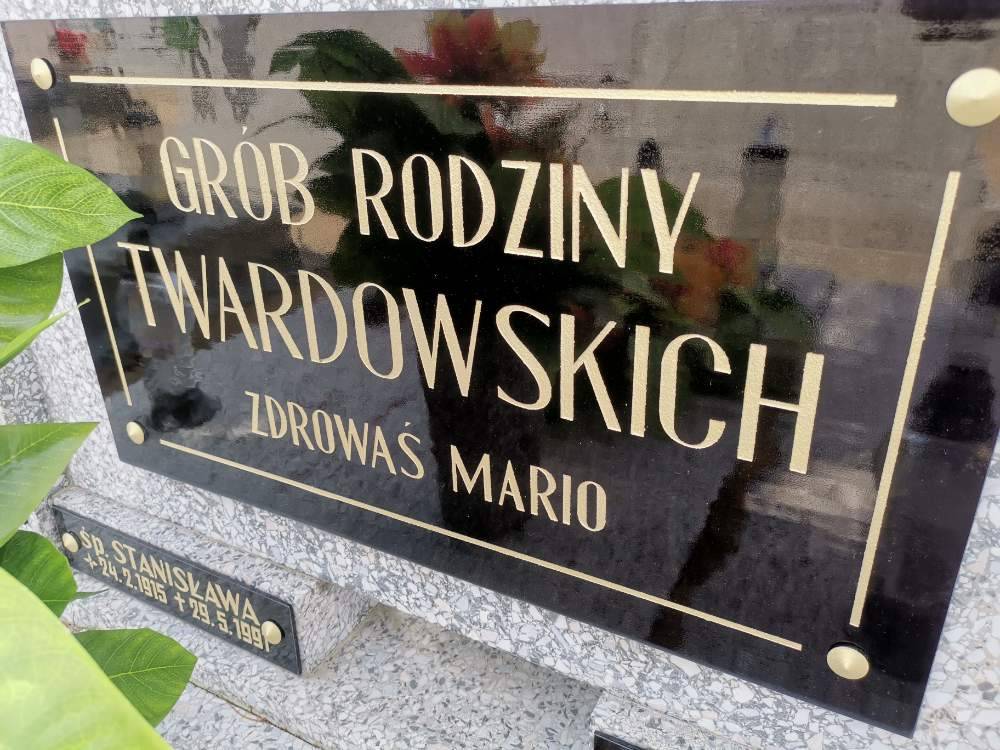 GRÓB RODZINY
TWARDOWSKICH
ZDROWAŚ MARIO
Śp. STANISŁAWA
+24.2.1915 +29.5.1991